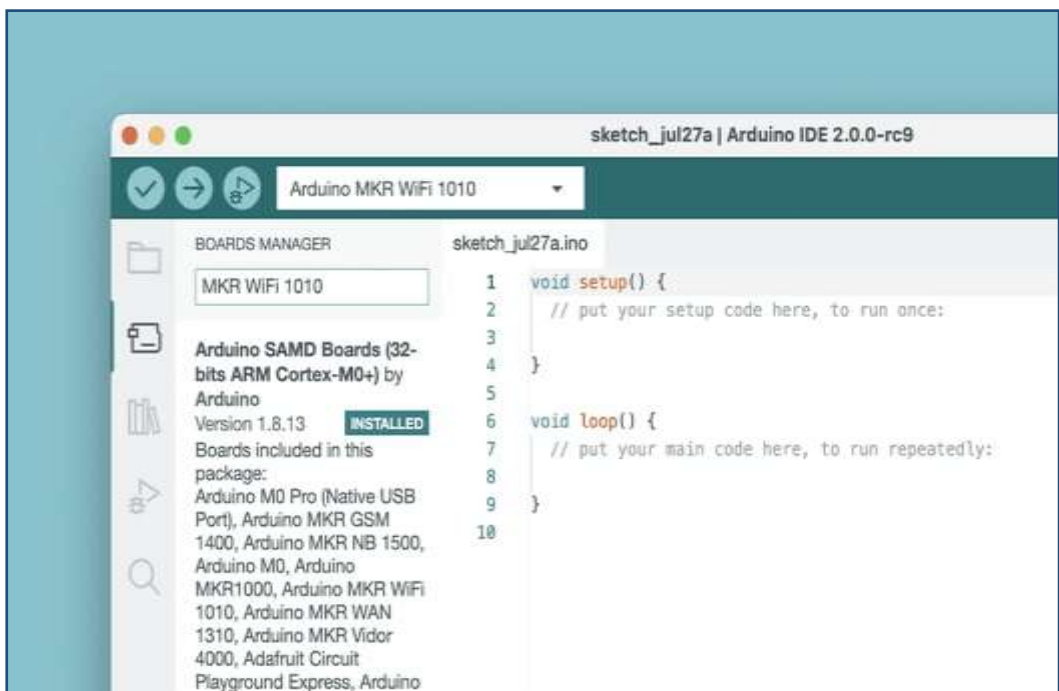 sketch_jul27a | Arduino IDE 2.0.0-rc9
Arduino MKR WiFi 1010
BOARDS MANAGER
MKR WiFi 1010
Arduino SAMD Boards (32-
bits ARM Cortex-M0+) by
Arduino
Version 1.8.13 INSTALLED
Boards included in this
package:
Arduino M0 Pro (Native USB
Port), Arduino MKR GSM
1400, Arduino MKR NB 1500,
Arduino M0, Arduino
MKR1000, Arduino MKR WiFi
1010, Arduino MKR WAN
1310, Arduino MKR Vidor
4000, Adafruit Circuit
Playground Express, Arduino
sketch_jul27a.ino
1 void setup() {
2 // put your setup code here, to run once:
3
4 }
5
6 void loop() {
7 // put your main code here, to run repeatedly:
8
9 }
10